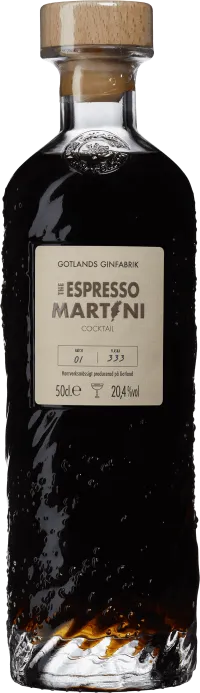 GOTLANDS GINFABRIK
THE ESPRESSO
MARTINI
COCKTAIL
01 333
Hantverksmässigt producerad på Gotland
50cl.e 20,4%vol